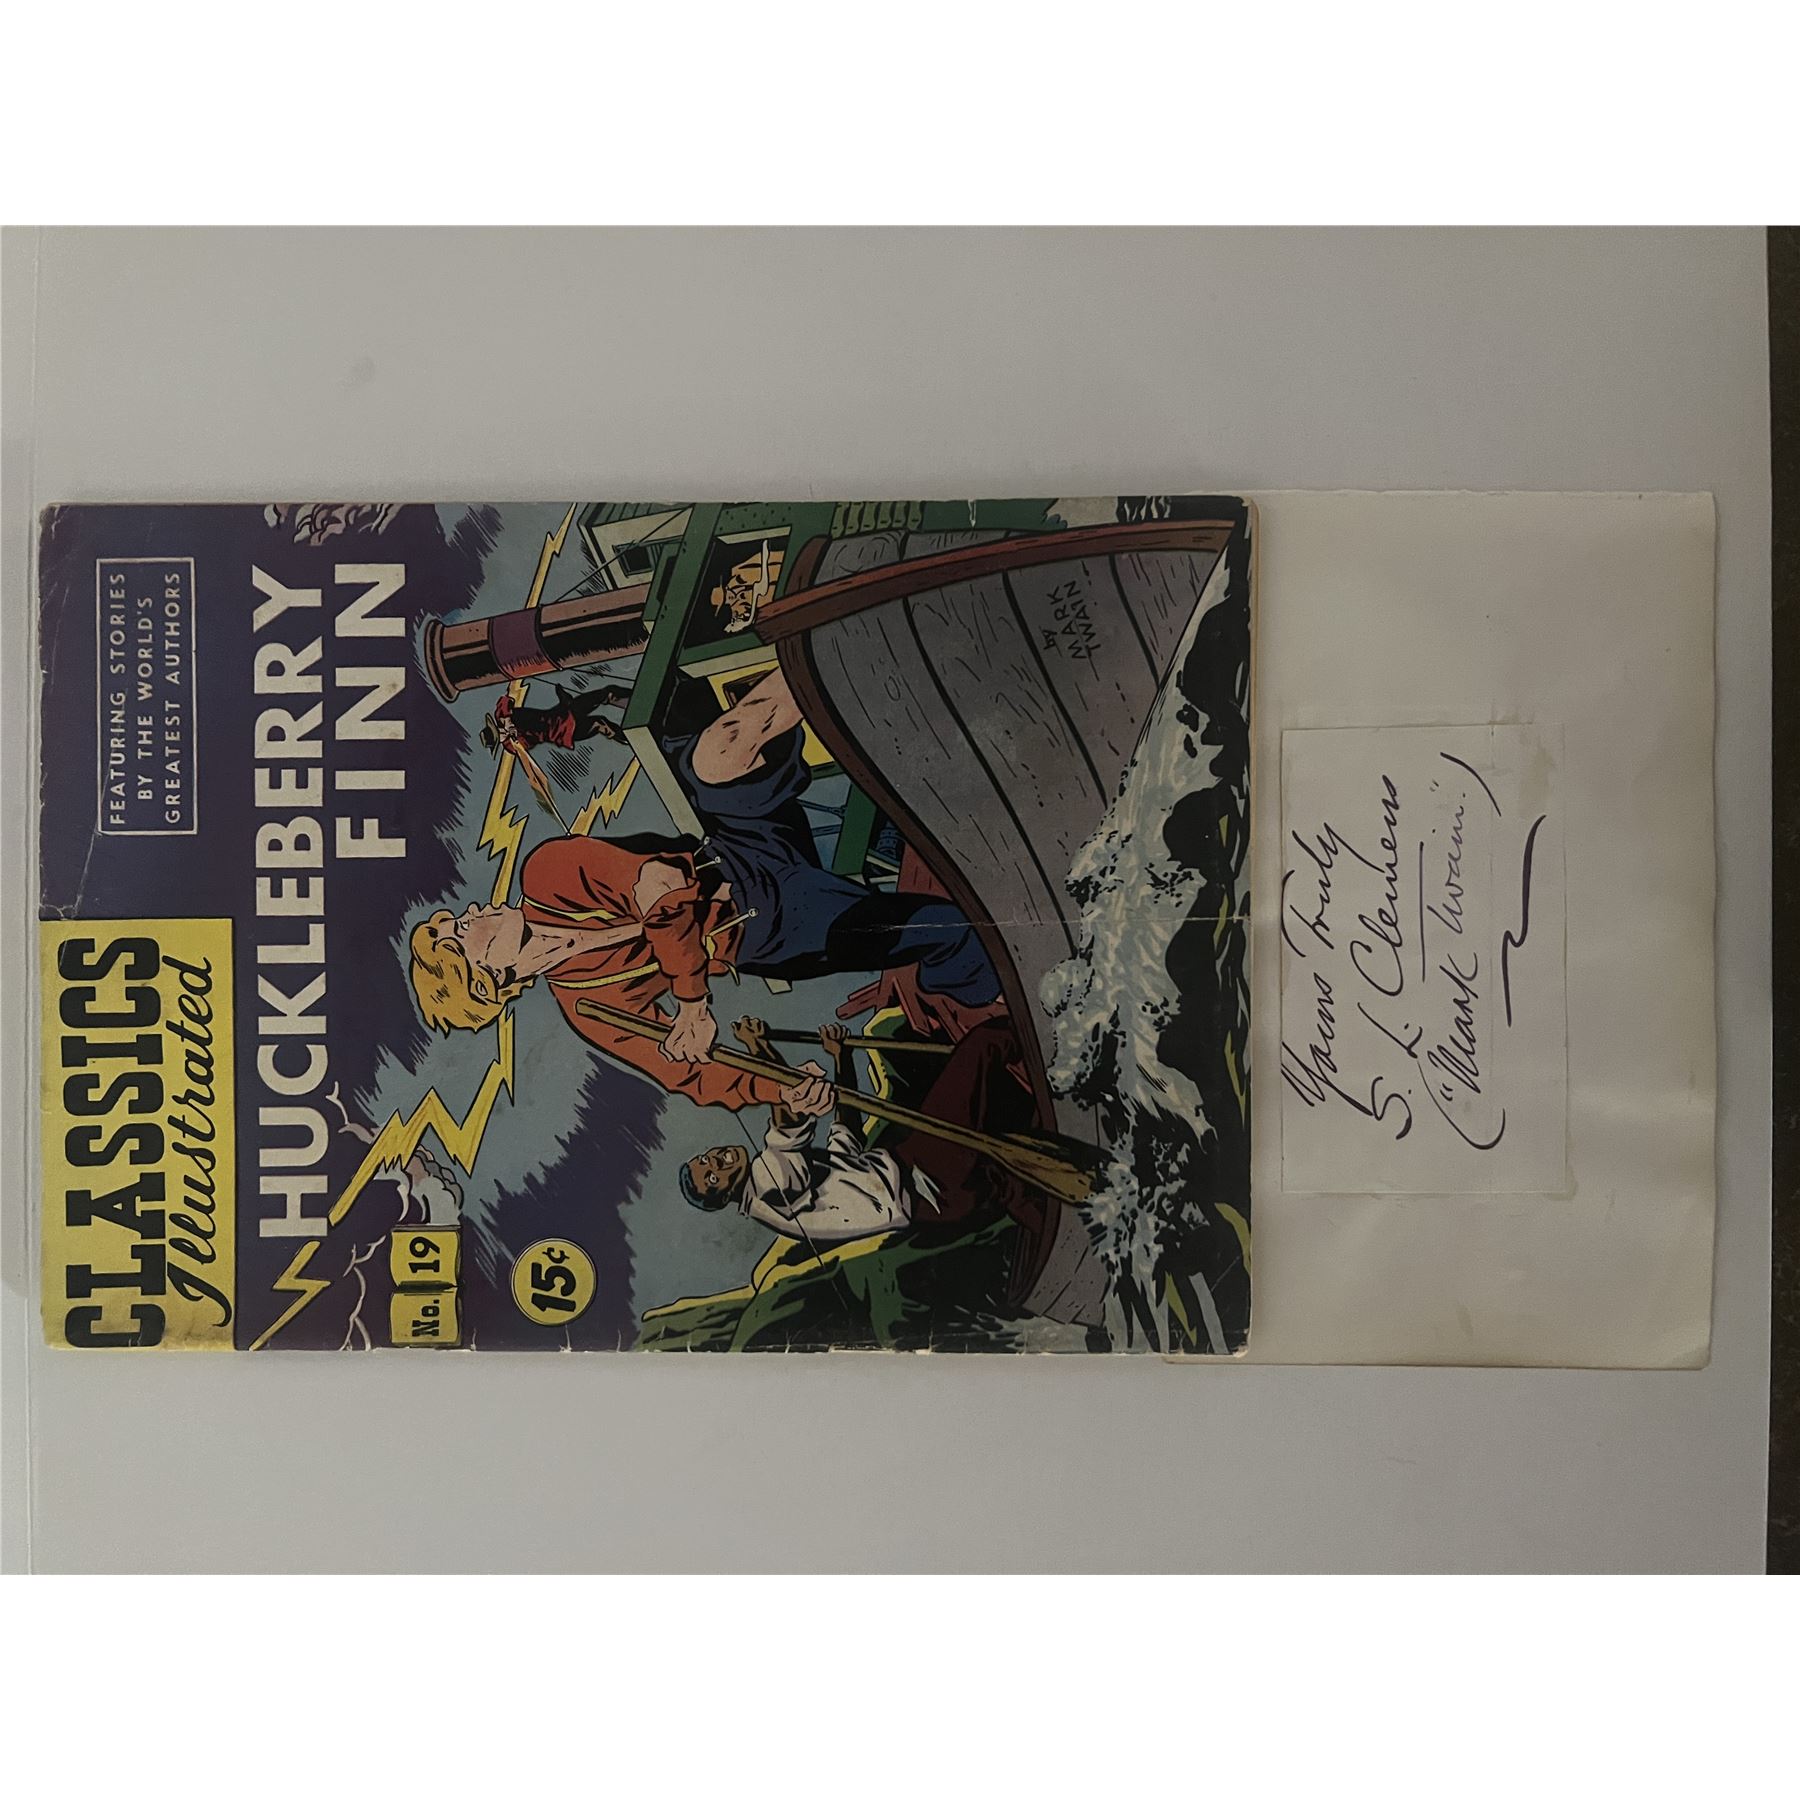 CLASSICS
Illustrated
FEATURING STORIES
BY THE WORLD'S
GREATEST AUTHORS
HUCKLEBERRY
FINN
No. 19
15¢
by
MARK
TWAIN
Yours Truly
S. L. Clemens
("Mark Twain".)